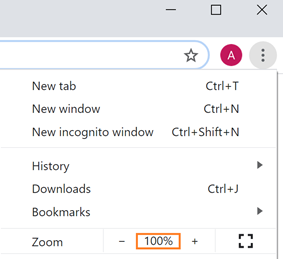 A
New tab Ctrl+T
New window Ctrl+N
New incognito window Ctrl+Shift+N
History
Downloads Ctrl+J
Bookmarks
Zoom − 100% +